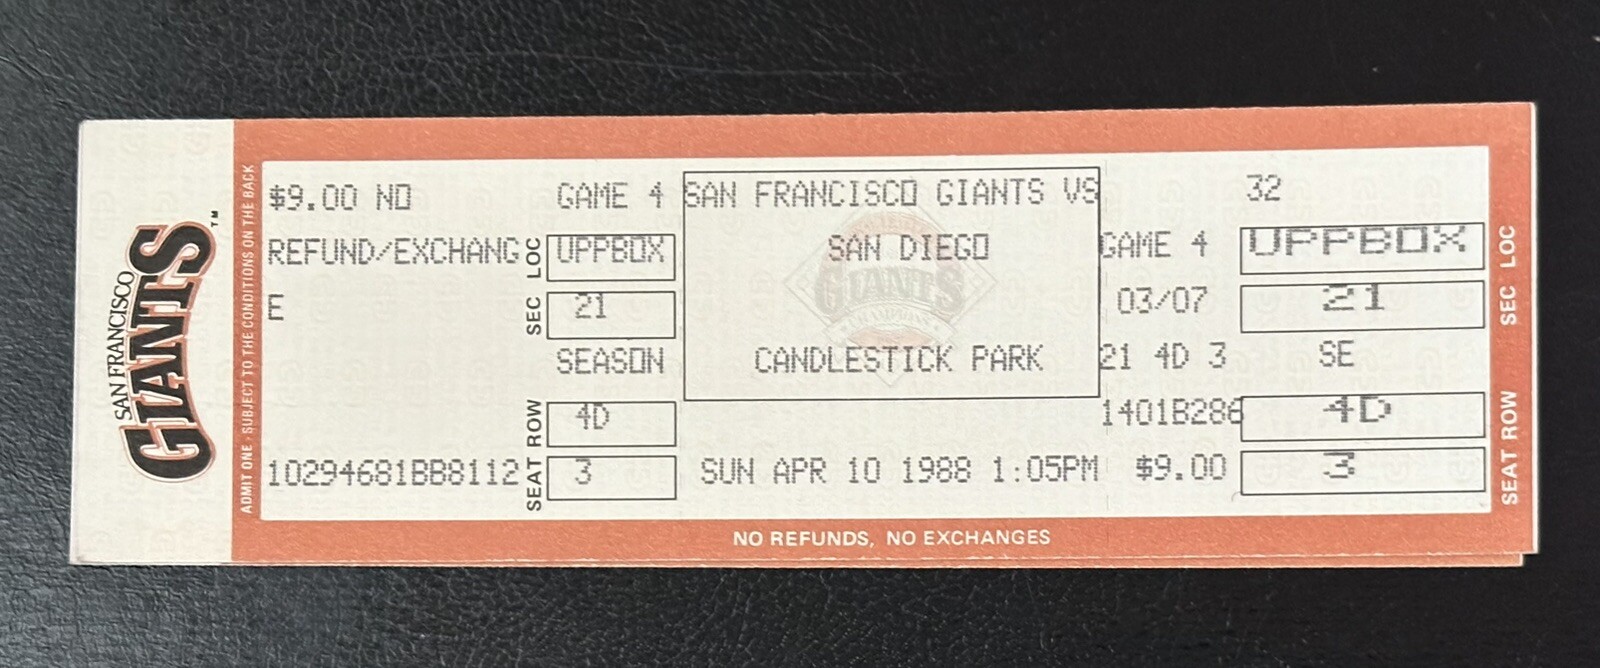 SAN FRANCISCO
GIANTS™
ADMIT ONE · SUBJECT TO THE CONDITIONS ON THE BACK
$9.00 NO
REFUND/EXCHANG
E
10294681BB8112
GAME 4
LOC UPPBOX
SEC 21
SEASON
ROW 4D
SEAT 3
SAN FRANCISCO GIANTS VS
SAN DIEGO
GIANTS
CANDLESTICK PARK
SUN APR 10 1988 1:05PM
32
GAME 4
03/07
21 4D 3
1401B286
$9.00
UPPBOX LOC
21 SEC
SE
4D ROW
3 SEAT
NO REFUNDS, NO EXCHANGES